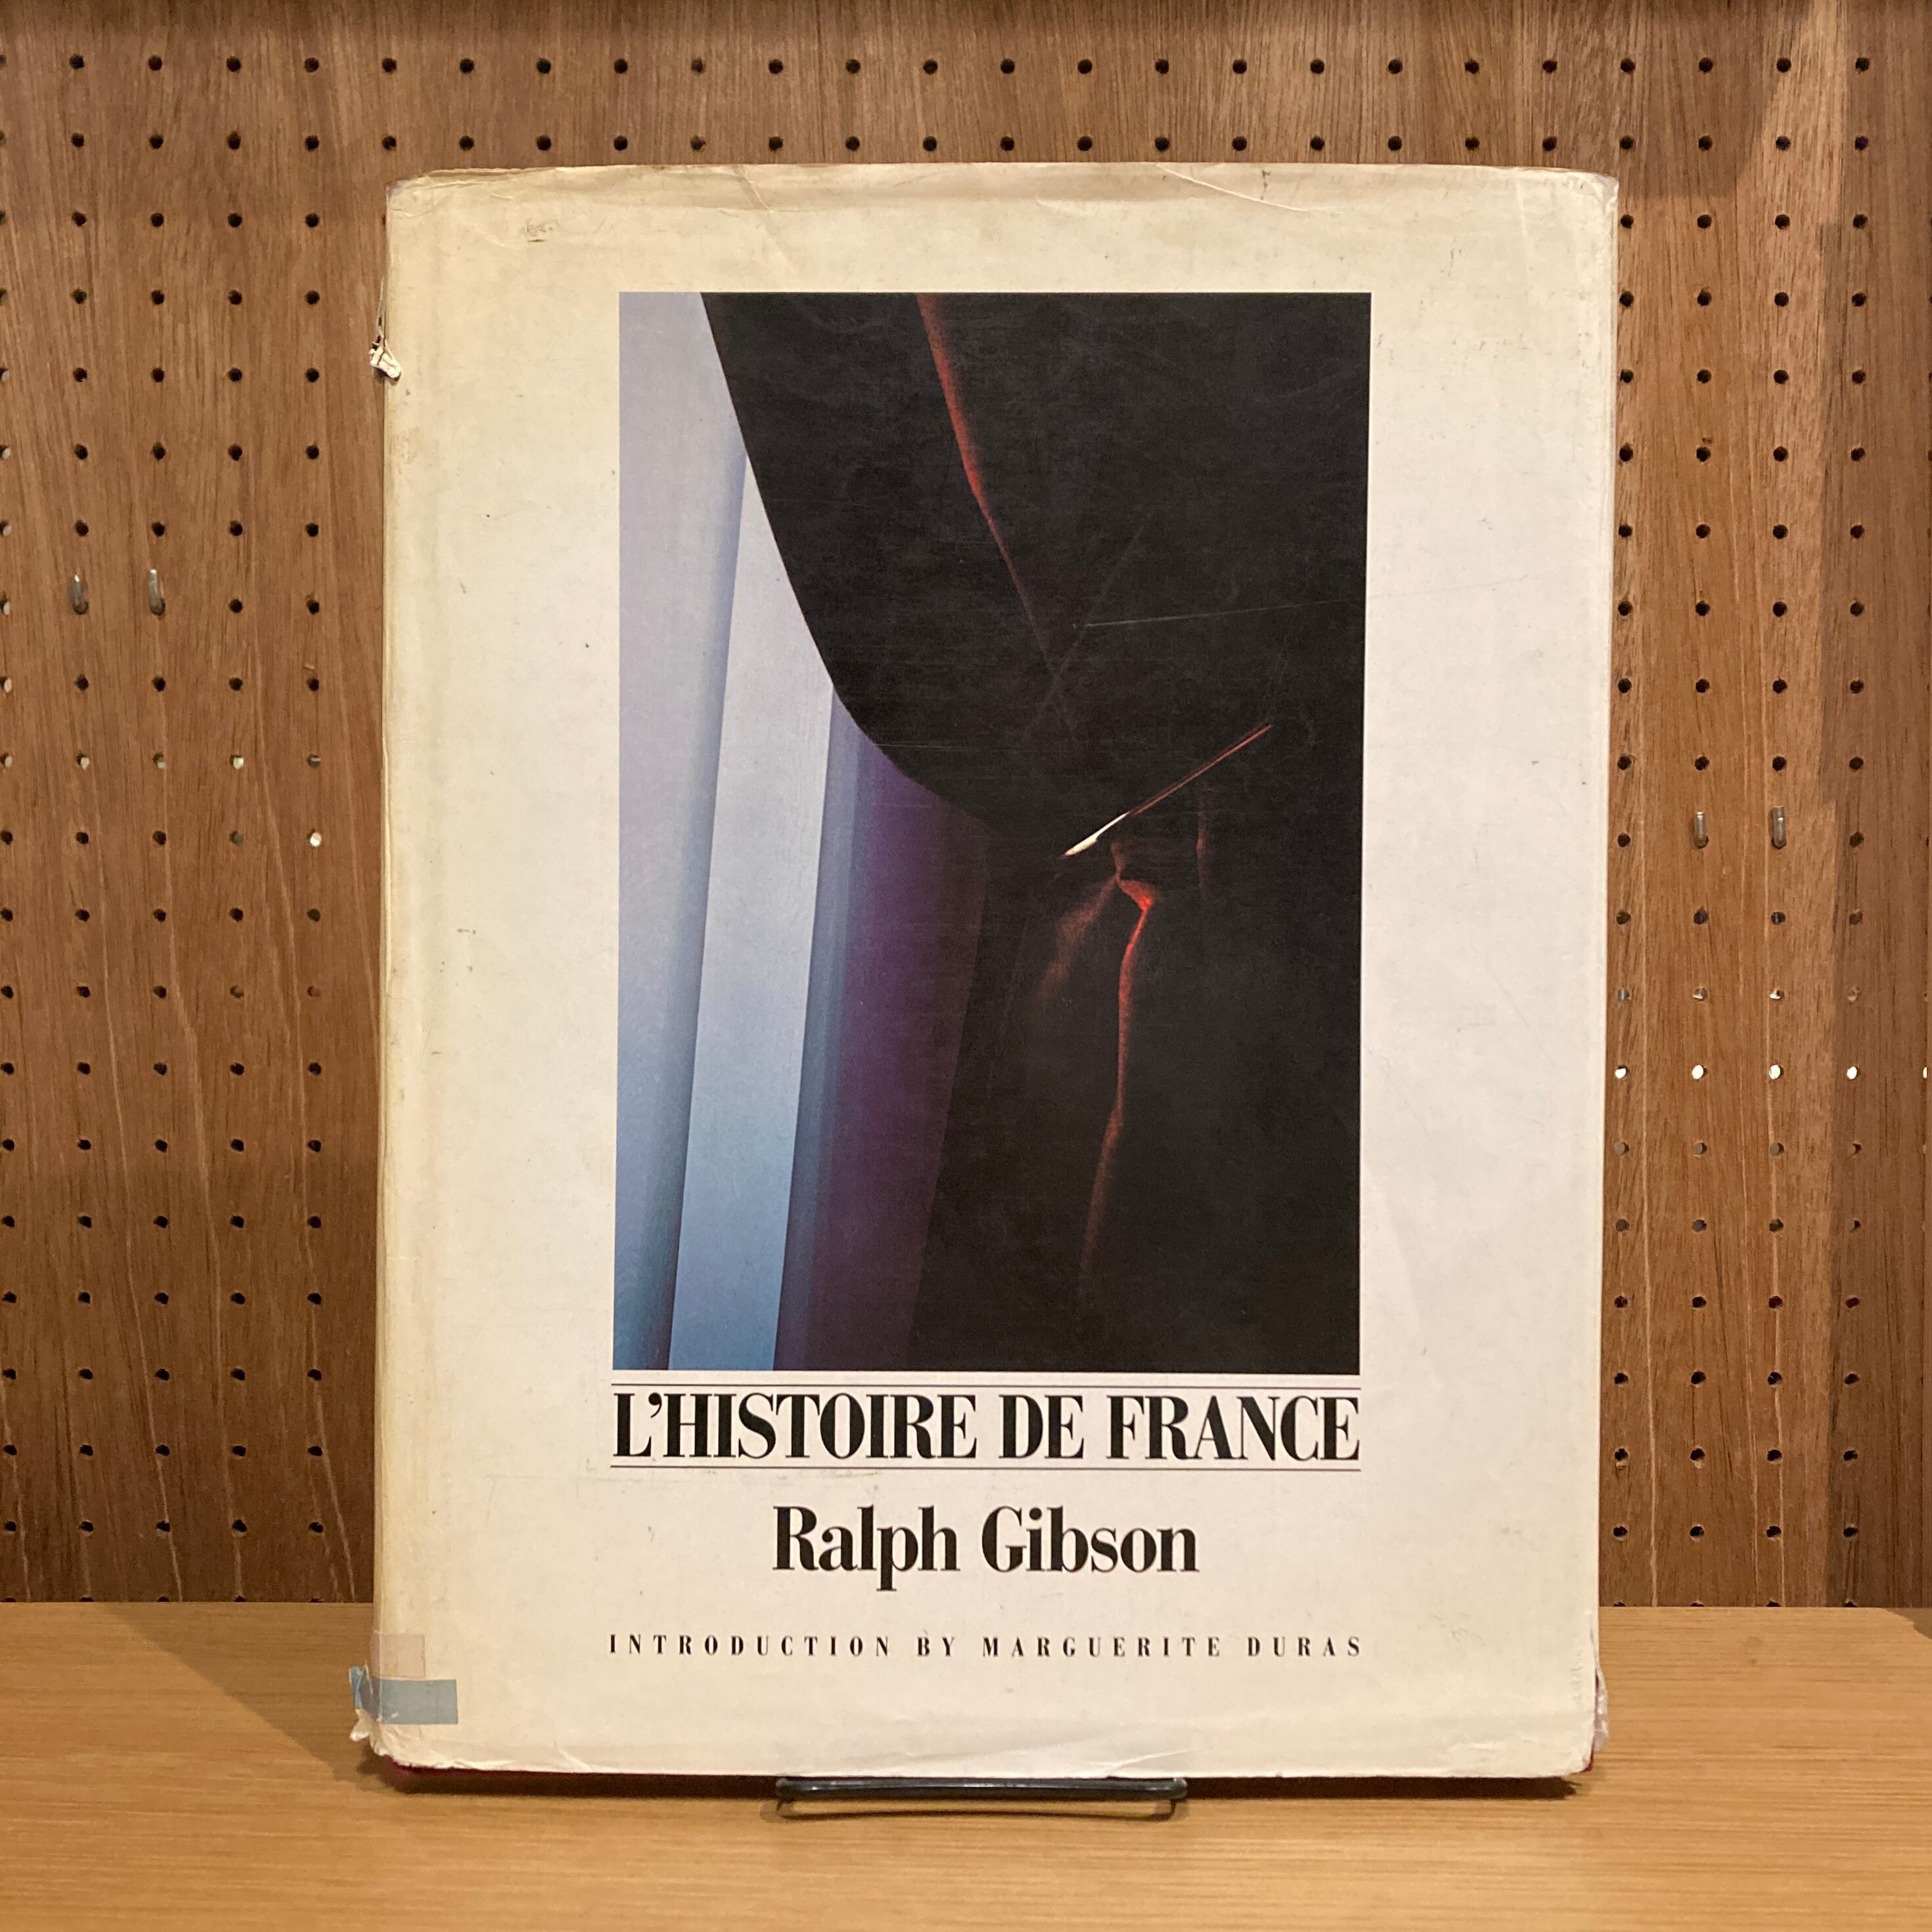 L'HISTOIRE DE FRANCE
Ralph Gibson
INTRODUCTION BY MARGUERITE DURAS